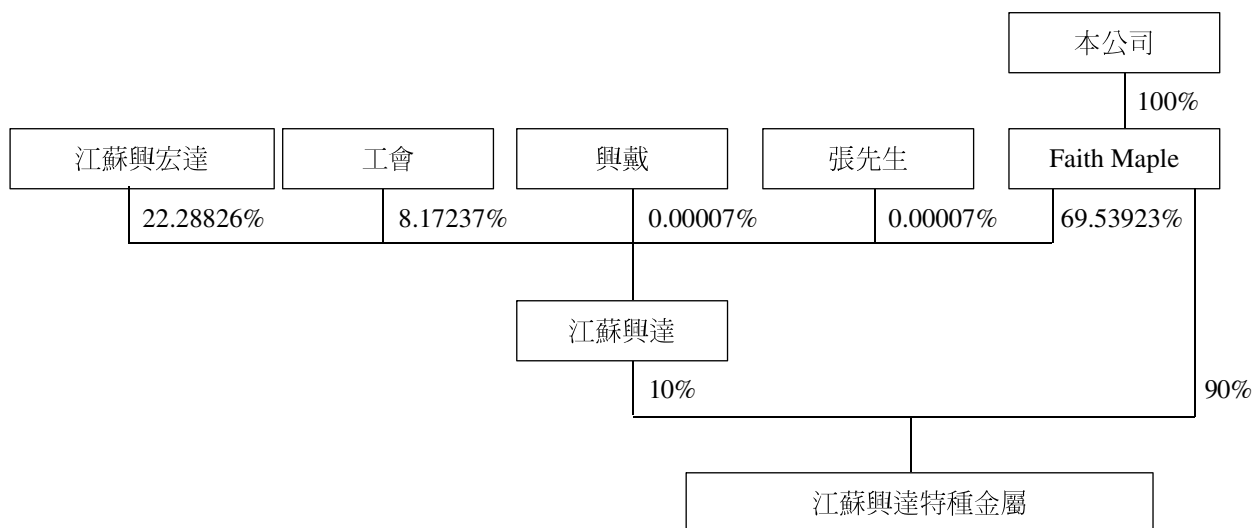 本公司
100%
江蘇興宏達
工會
興戴
張先生
Faith Maple
22.28826%
8.17237%
0.00007%
0.00007%
69.53923%
江蘇興達
10%
90%
江蘇興達特种金屬